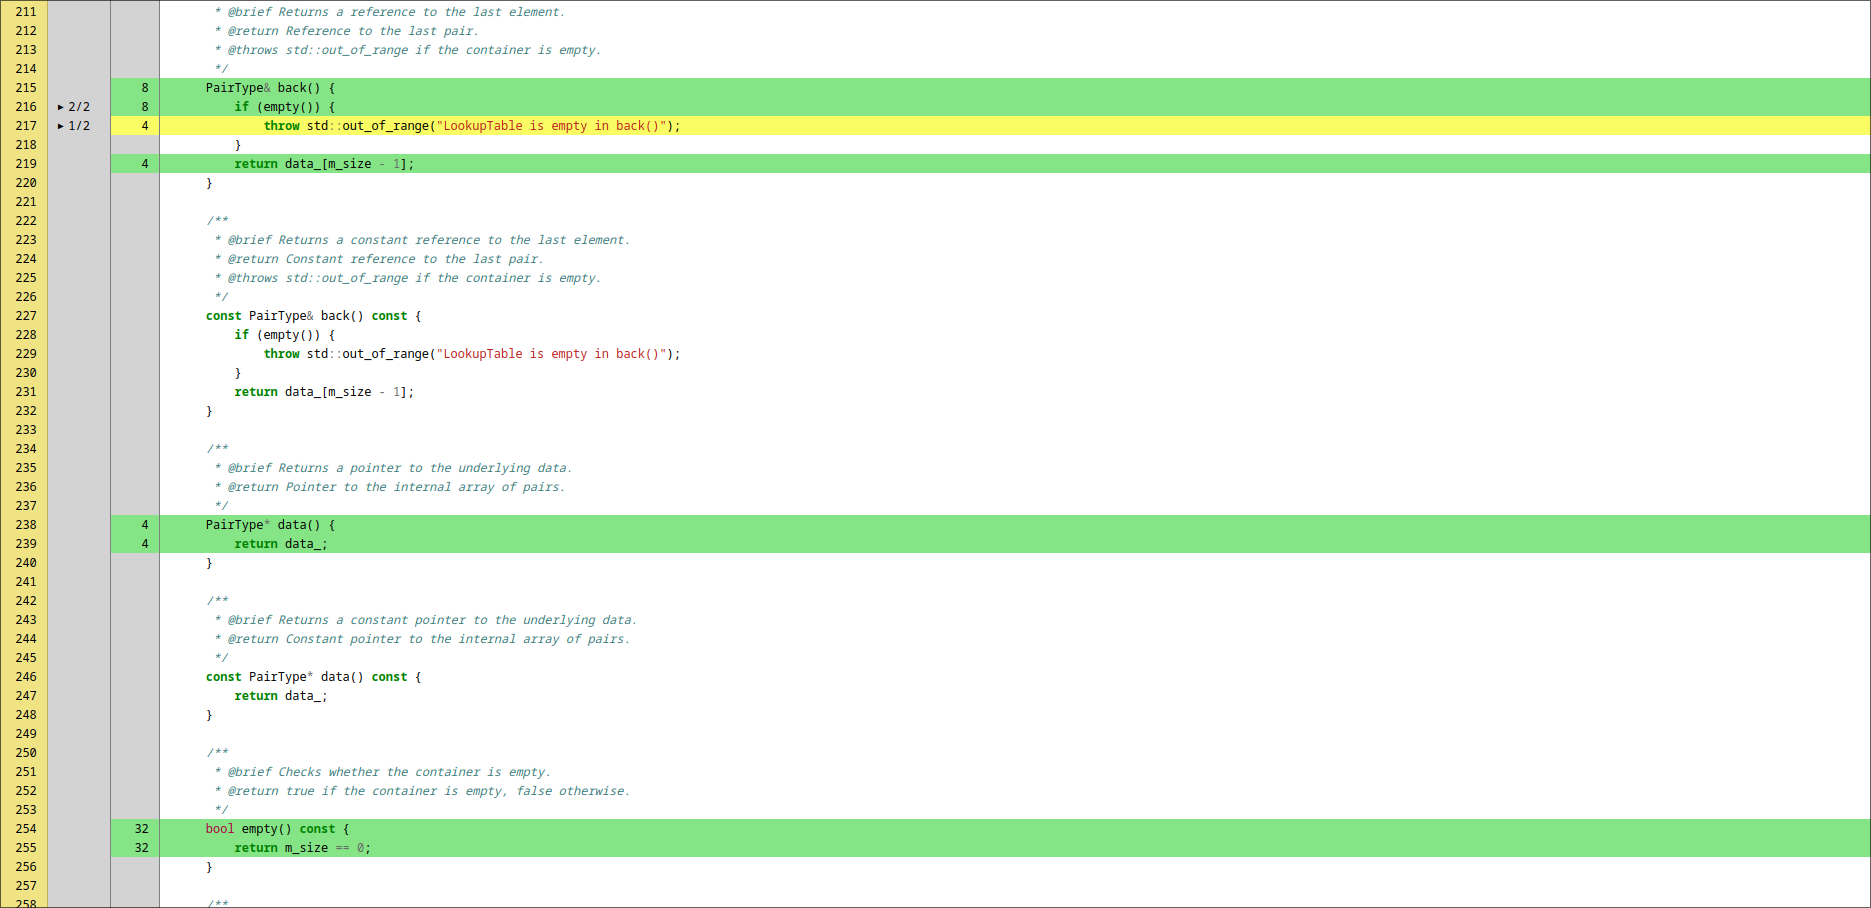 211 * @brief Returns a reference to the last element.
212 * @return Reference to the last pair.
213 * @throws std::out_of_range if the container is empty.
214 */
215 8 PairType& back() {
216 ▶ 2/2 8 if (empty()) {
217 ▶ 1/2 4 throw std::out_of_range("LookupTable is empty in back()");
218 }
219 4 return data_[m_size - 1];
220 }
221
222 /**
223 * @brief Returns a constant reference to the last element.
224 * @return Constant reference to the last pair.
225 * @throws std::out_of_range if the container is empty.
226 */
227 const PairType& back() const {
228 if (empty()) {
229 throw std::out_of_range("LookupTable is empty in back()");
230 }
231 return data_[m_size - 1];
232 }
233
234 /**
235 * @brief Returns a pointer to the underlying data.
236 * @return Pointer to the internal array of pairs.
237 */
238 4 PairType* data() {
239 4 return data_;
240 }
241
242 /**
243 * @brief Returns a constant pointer to the underlying data.
244 * @return Constant pointer to the internal array of pairs.
245 */
246 const PairType* data() const {
247 return data_;
248 }
249
250 /**
251 * @brief Checks whether the container is empty.
252 * @return true if the container is empty, false otherwise.
253 */
254 32 bool empty() const {
255 32 return m_size == 0;
256 }
257
258 /**